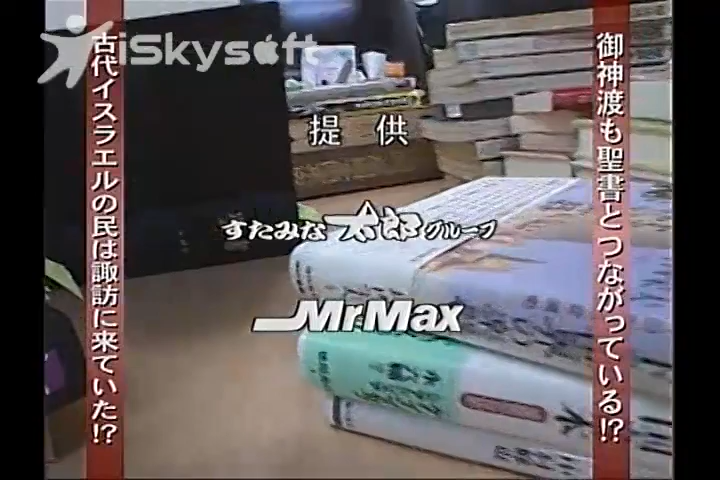 iSkysoft
御神渡も聖書とつながっている!?
古代イスラエルの民は諏訪に来ていた!?
提 供
すたみな太郎グループ
MrMax